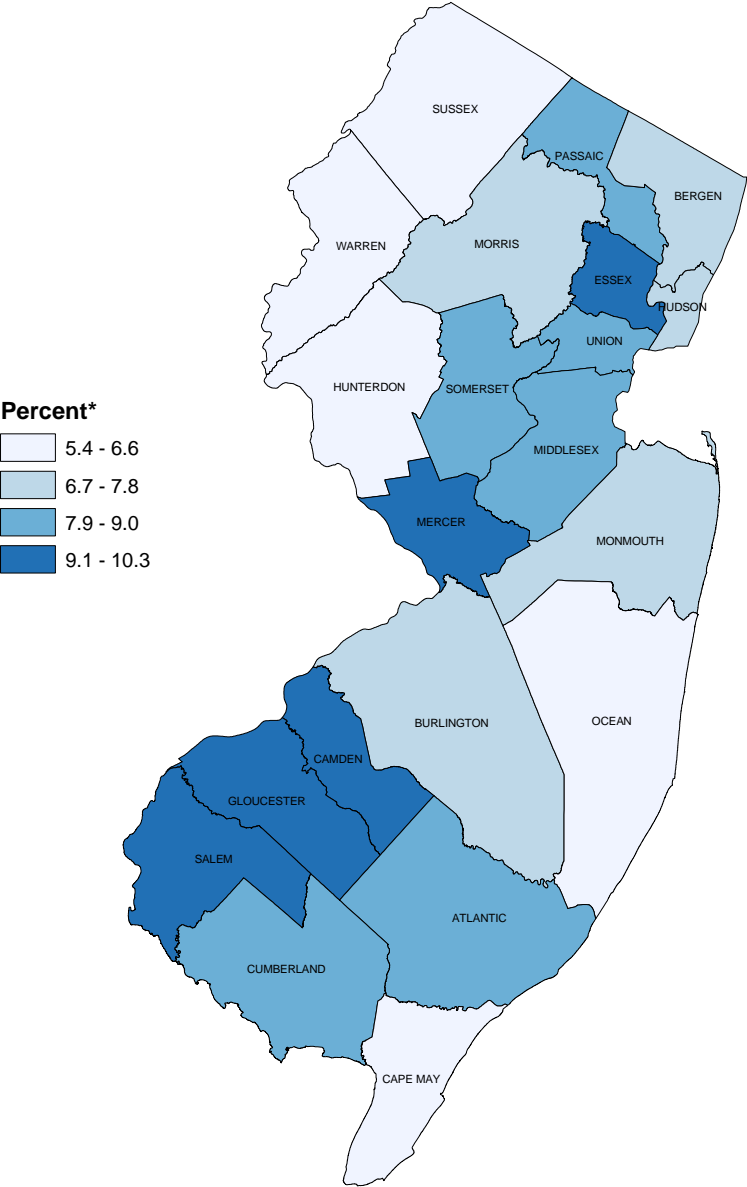 SUSSEX
PASSAIC
BERGEN
WARREN
MORRIS
ESSEX
HUDSON
UNION
HUNTERDON
SOMERSET
Percent*
5.4 - 6.6
6.7 - 7.8
7.9 - 9.0
9.1 - 10.3
MIDDLESEX
MERCER
MONMOUTH
BURLINGTON
OCEAN
CAMDEN
GLOUCESTER
SALEM
ATLANTIC
CUMBERLAND
CAPE MAY